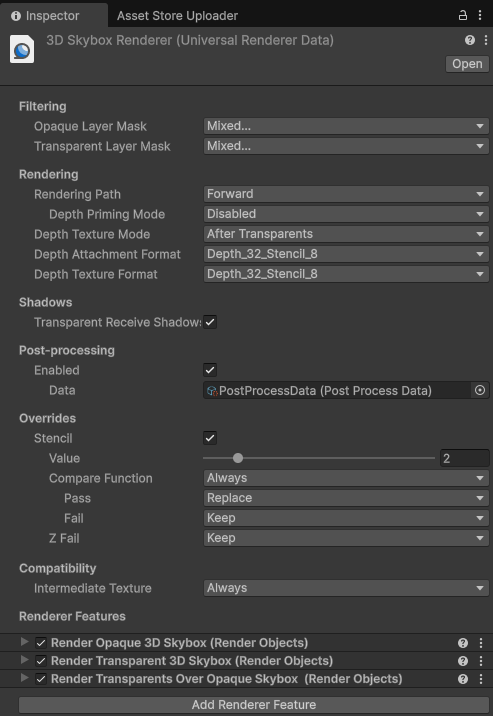 Inspector Asset Store Uploader
3D Skybox Renderer (Universal Renderer Data)
Open
Filtering
Opaque Layer Mask Mixed...
Transparent Layer Mask Mixed...
Rendering
Rendering Path Forward
Depth Priming Mode Disabled
Depth Texture Mode After Transparents
Depth Attachment Format Depth_32_Stencil_8
Depth Texture Format Depth_32_Stencil_8
Shadows
Transparent Receive Shadows
Post-processing
Enabled
Data PostProcessData (Post Process Data)
Overrides
Stencil
Value 2
Compare Function Always
Pass Replace
Fail Keep
Z Fail Keep
Compatibility
Intermediate Texture Always
Renderer Features
Render Opaque 3D Skybox (Render Objects)
Render Transparent 3D Skybox (Render Objects)
Render Transparents Over Opaque Skybox (Render Objects)
Add Renderer Feature